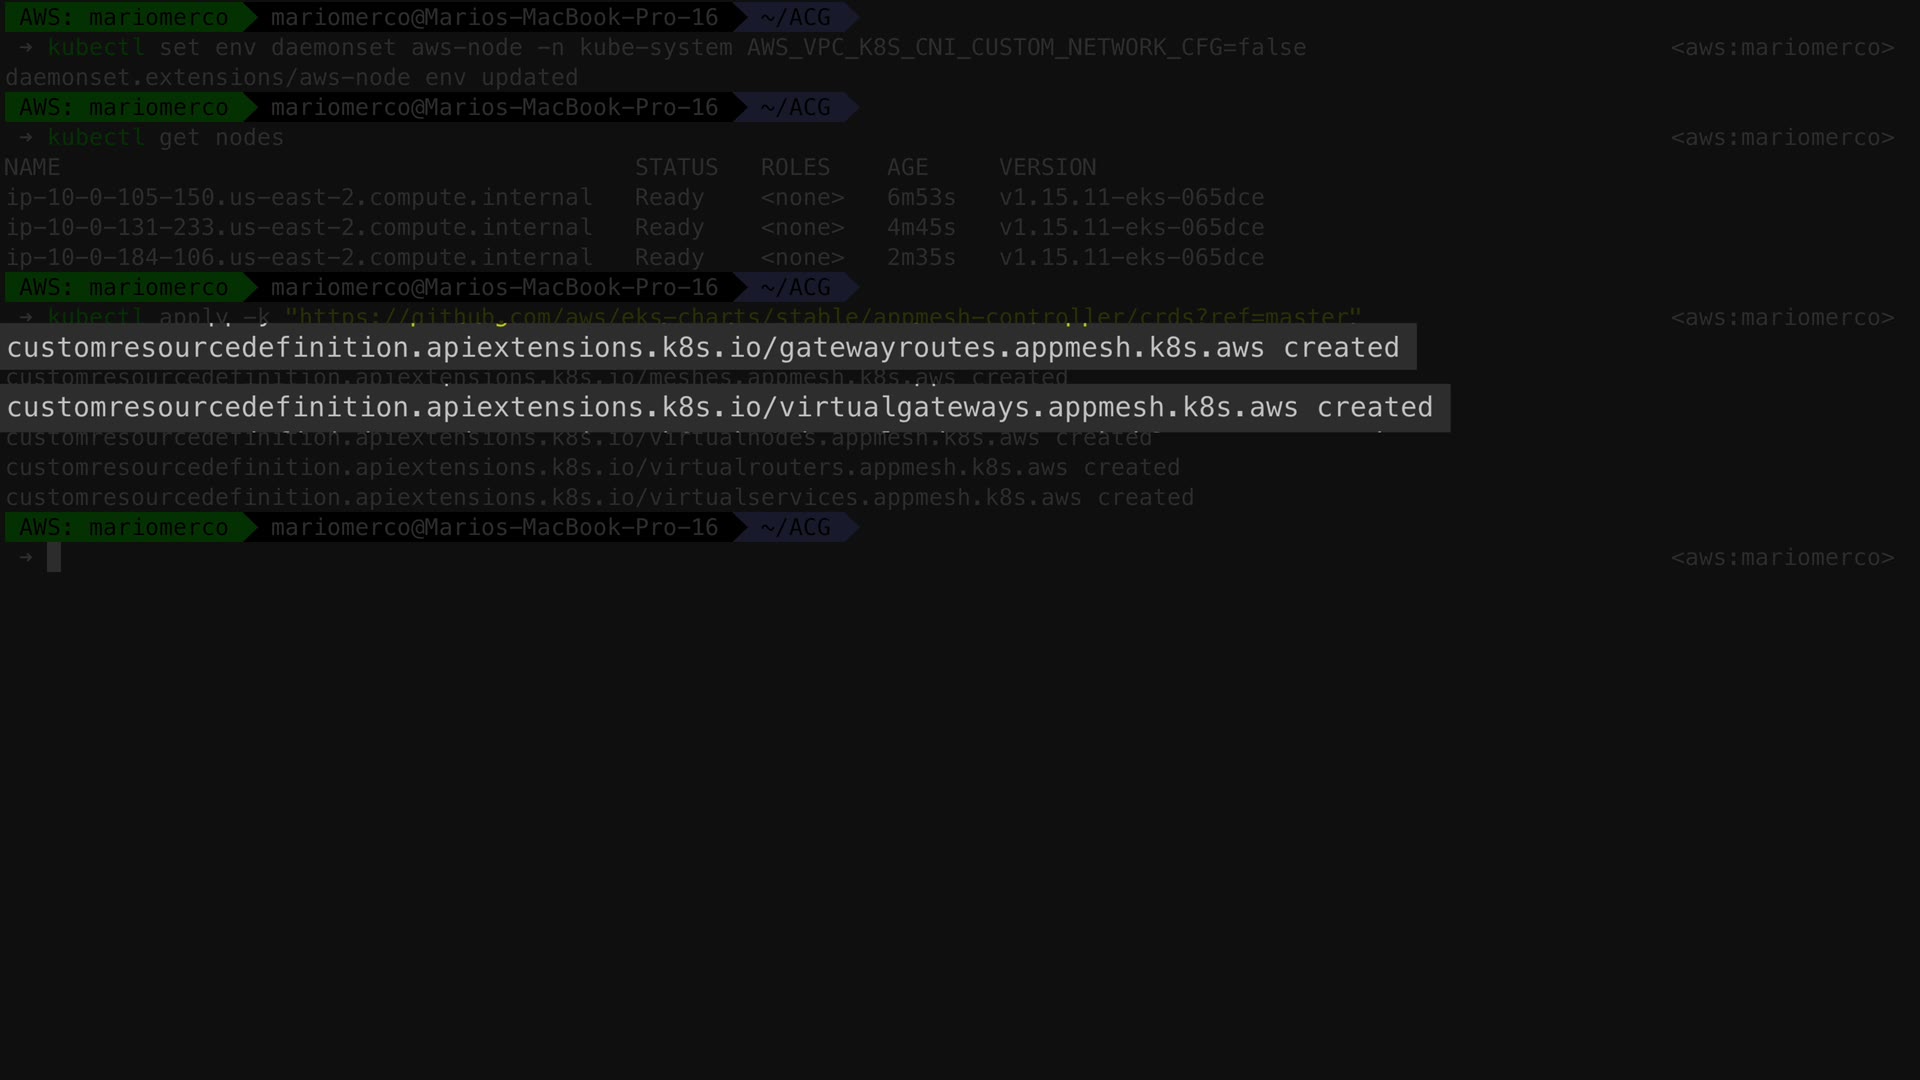 AWS: mariomerco mariomerco@Marios-MacBook-Pro-16 ~/ACG
→ kubectl set env daemonset aws-node -n kube-system AWS_VPC_K8S_CNI_CUSTOM_NETWORK_CFG=false <aws:mariomerco>
daemonset.extensions/aws-node env updated
AWS: mariomerco mariomerco@Marios-MacBook-Pro-16 ~/ACG
→ kubectl get nodes <aws:mariomerco>
NAME STATUS ROLES AGE VERSION
ip-10-0-105-150.us-east-2.compute.internal Ready <none> 6m53s v1.15.11-eks-065dce
ip-10-0-131-233.us-east-2.compute.internal Ready <none> 4m45s v1.15.11-eks-065dce
ip-10-0-184-106.us-east-2.compute.internal Ready <none> 2m35s v1.15.11-eks-065dce
AWS: mariomerco mariomerco@Marios-MacBook-Pro-16 ~/ACG
→ kubectl apply -k "https://github.com/aws/eks-charts/stable/appmesh-controller/crds?ref=master" <aws:mariomerco>
customresourcedefinition.apiextensions.k8s.io/gatewayroutes.appmesh.k8s.aws created
customresourcedefinition.apiextensions.k8s.io/meshes.appmesh.k8s.aws created
customresourcedefinition.apiextensions.k8s.io/virtualgateways.appmesh.k8s.aws created
customresourcedefinition.apiextensions.k8s.io/virtualnodes.appmesh.k8s.aws created
customresourcedefinition.apiextensions.k8s.io/virtualrouters.appmesh.k8s.aws created
customresourcedefinition.apiextensions.k8s.io/virtualservices.appmesh.k8s.aws created
AWS: mariomerco mariomerco@Marios-MacBook-Pro-16 ~/ACG
→ <aws:mariomerco>